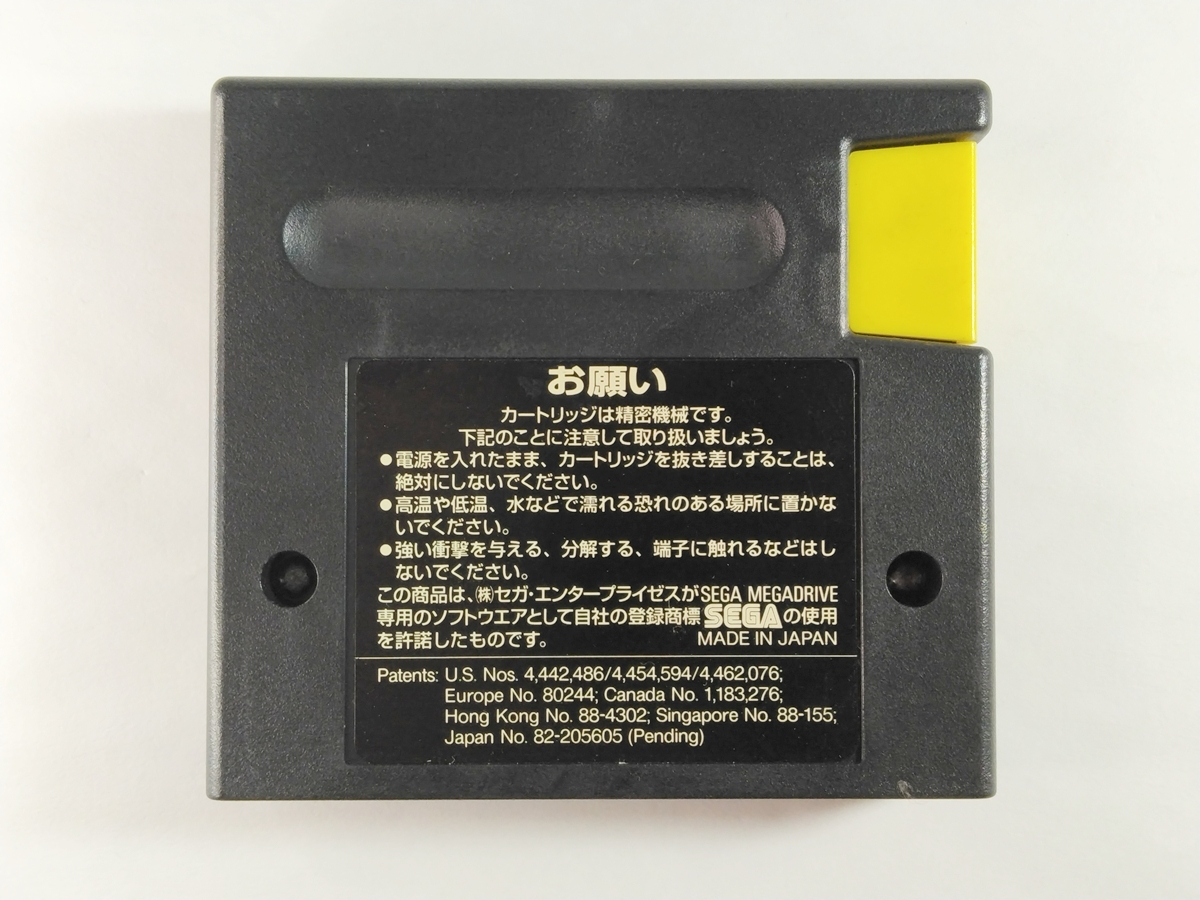 お願い
カートリッジは精密機械です。
下記のことに注意して取り扱いましょう。
●電源を入れたまま、カートリッジを抜き差しすることは、
絶対にしないでください。
●高温や低温、水などで濡れる恐れのある場所に置かな
いでください。
●強い衝撃を与える、分解する、端子に触れるなどはし
ないでください。
この商品は、㈱セガ・エンタープライゼスがSEGA MEGADRIVE
専用のソフトウエアとして自社の登録商標 SEGA の使用
を許諾したものです。 MADE IN JAPAN
Patents: U.S. Nos. 4,442,486/4,454,594/4,462,076;
Europe No. 80244; Canada No. 1,183,276;
Hong Kong No. 88-4302; Singapore No. 88-155;
Japan No. 82-205605 (Pending)